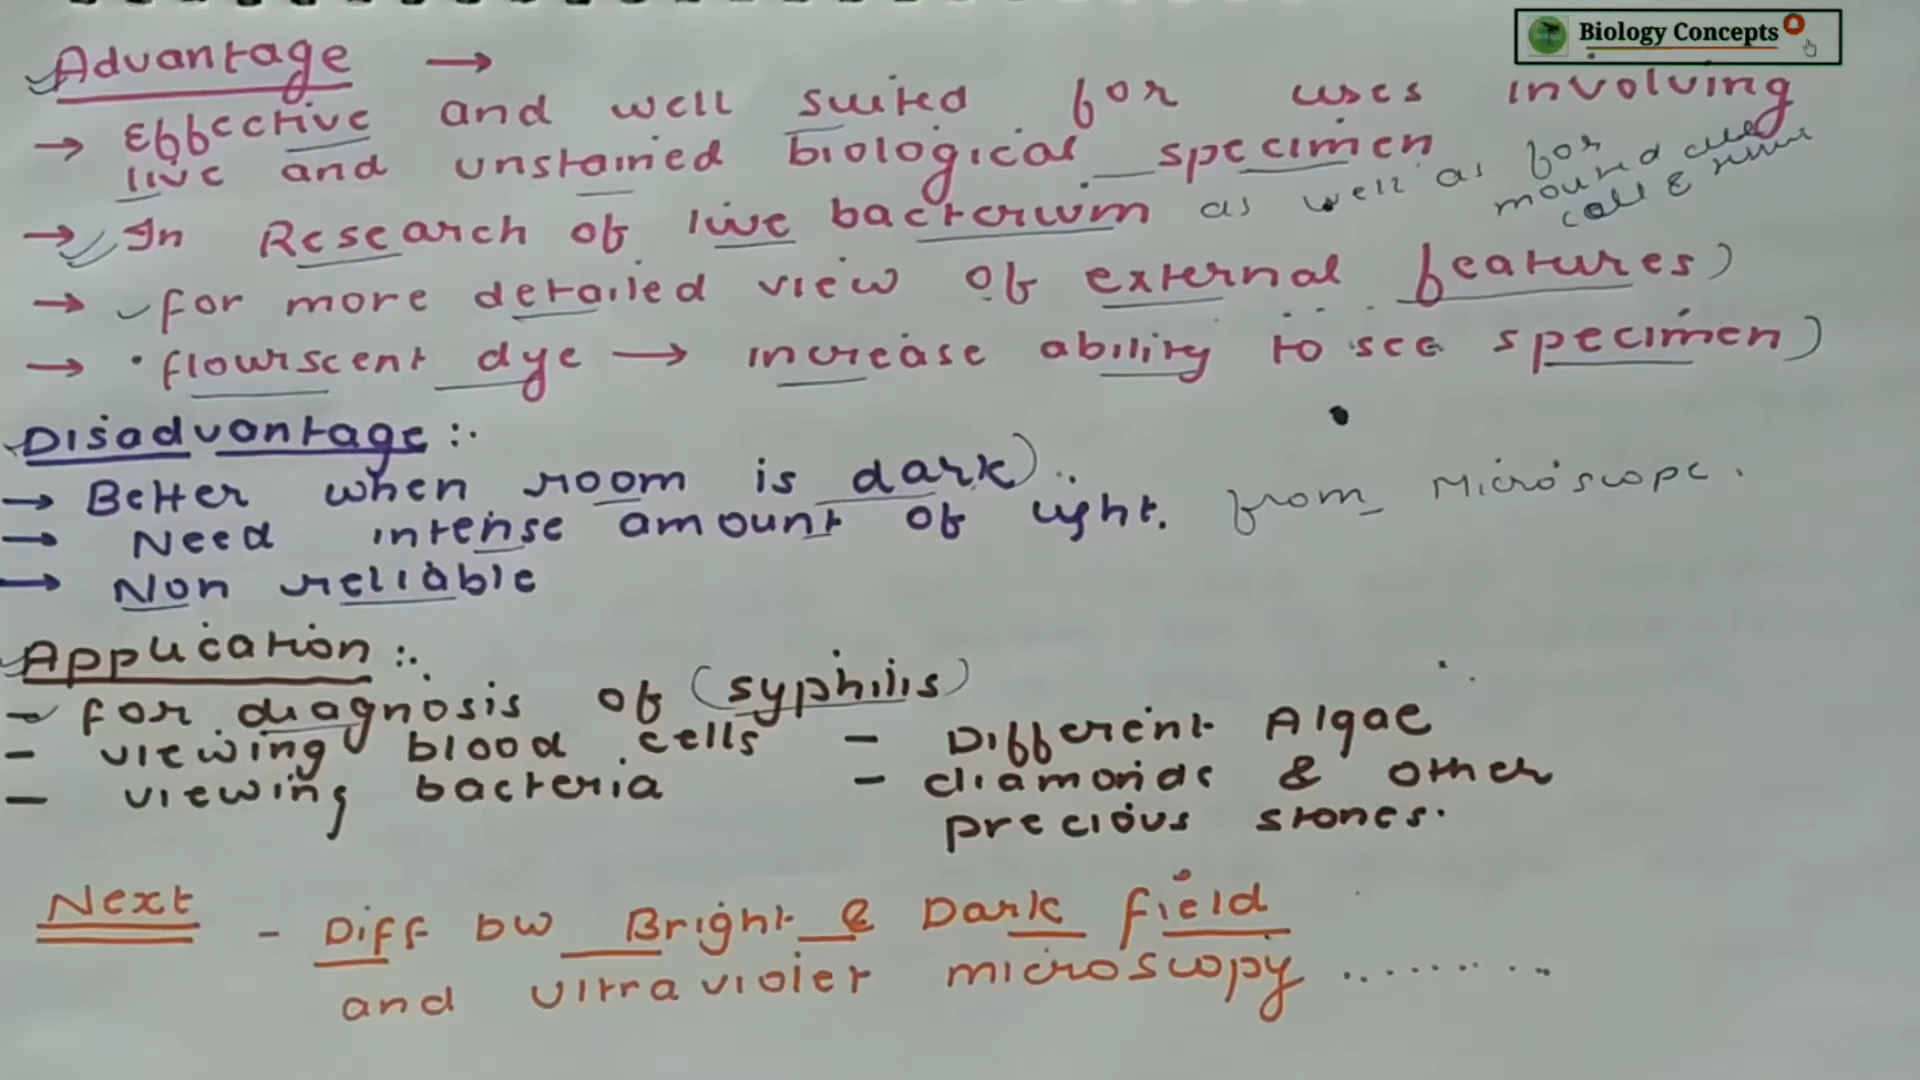 Biology Concepts
Advantage →
→ Effective and well suited for uses involving
live and unstained biological specimen
→ In Research of live bacterium as well as for
mounted cell & tissue
→ for more detailed view of external features)
→ flourscent dye → increase ability to see specimen)
Disadvantage :.
→ Better when room is dark)..
→ Need intense amount of light. from Microscope.
→ Non reliable
Application :.
- for diagnosis of (syphilis)
- viewing blood cells - Different Algae
- viewing bacteria - diamonds & other
precious stones.
Next - Diff bw Bright & Dark field
and ultraviolet microscopy .........